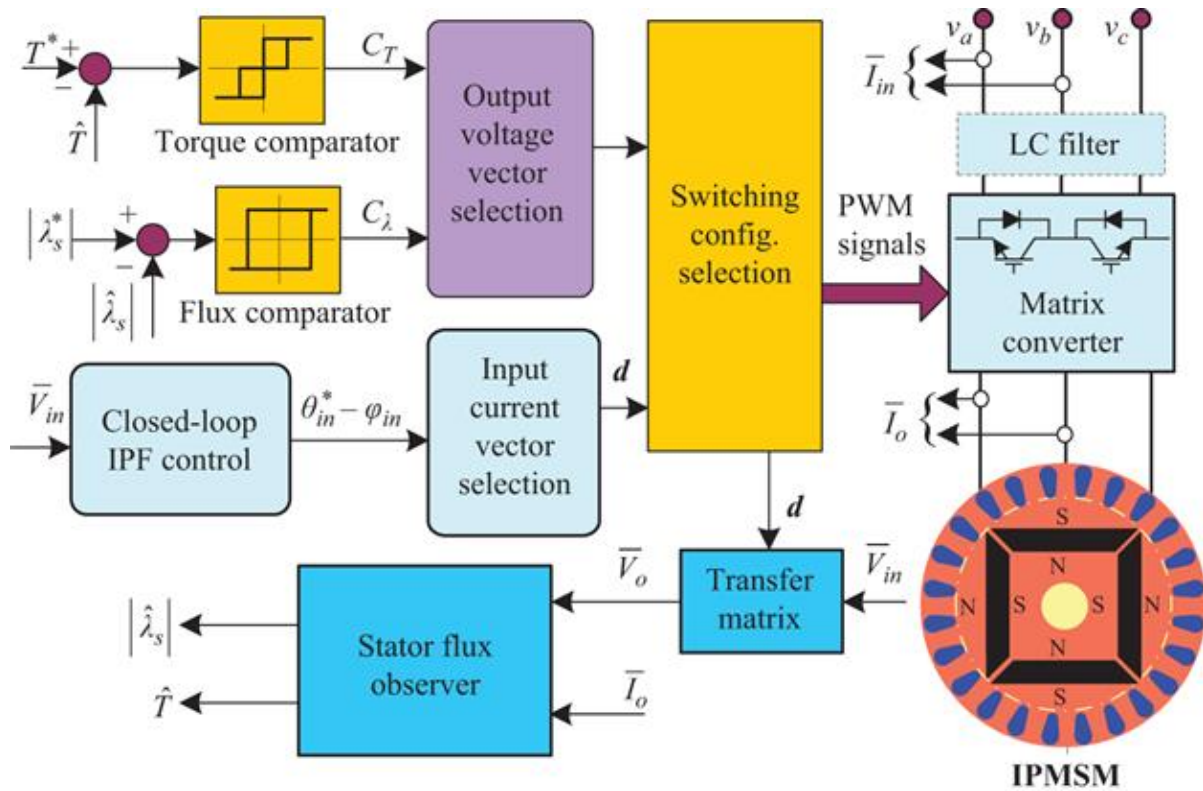 T* + −
T̂
C_T
Torque comparator
|λ_s*| + −
|λ̂_s|
C_λ
Flux comparator
Output
voltage
vector
selection
V̄_in
Closed-loop
IPF control
θ*_in − φ_in
Input
current
vector
selection
d
Switching
config.
selection
PWM
signals
v_a v_b v_c
Ī_in {
LC filter
Matrix
converter
Ī_o {
d
Transfer
matrix
V̄_in
V̄_o
Stator flux
observer
Ī_o
|λ̂_s|
T̂
S
N
N S S N
N
S
IPMSM